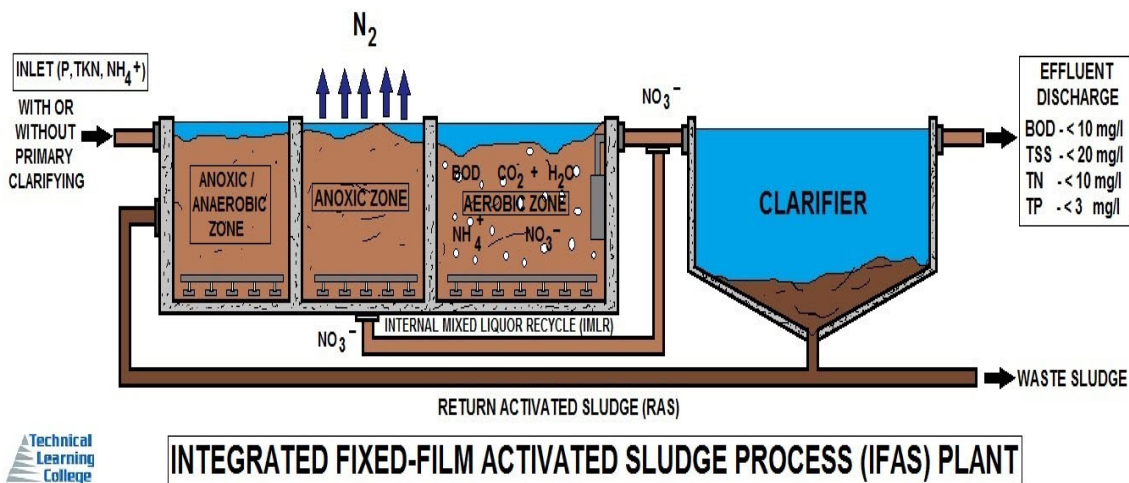 N2
INLET (P,TKN, NH4+)
WITH OR
WITHOUT
PRIMARY
CLARIFYING
ANOXIC /
ANAEROBIC
ZONE
ANOXIC ZONE
BOD CO2 + H2O
AEROBIC ZONE
NH4+ NO3–
NO3–
CLARIFIER
EFFLUENT
DISCHARGE
BOD - < 10 mg/l
TSS - < 20 mg/l
TN - < 10 mg/l
TP - < 3 mg/l
NO3–
INTERNAL MIXED LIQUOR RECYCLE (IMLR)
RETURN ACTIVATED SLUDGE (RAS)
WASTE SLUDGE
Technical
Learning
College
INTEGRATED FIXED-FILM ACTIVATED SLUDGE PROCESS (IFAS) PLANT